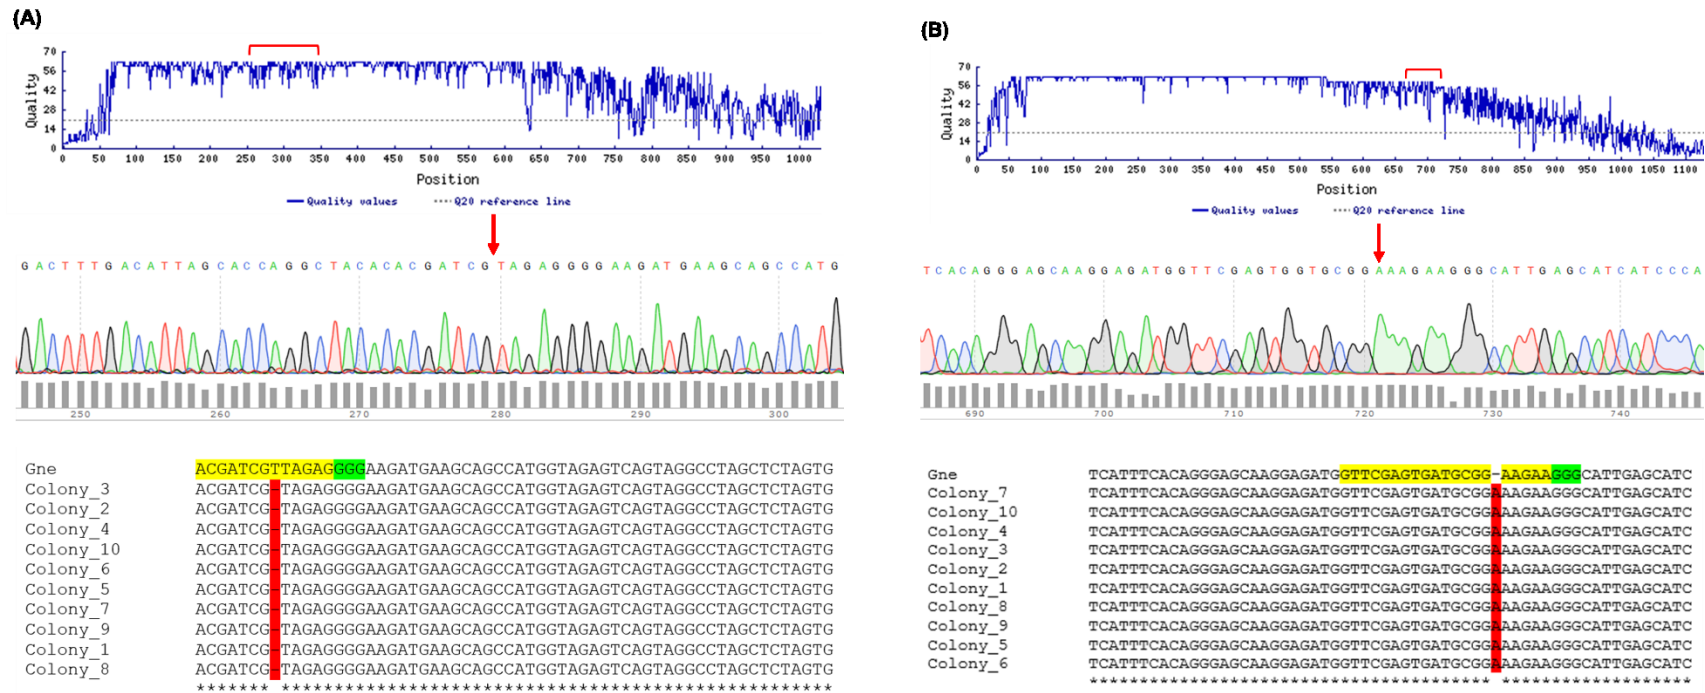 (A)
70
56
42
28
14
0
Quality
0 50 100 150 200 250 300 350 400 450 500 550 600 650 700 750 800 850 900 950 1000
Position
Quality values Q20 reference line
G A C T T T G A C A T T A G C A C C A G G C T A C A C A C G A T C G T A G A G G G G A A G A T G A A G C A G C C A T G
250 260 270 280 290 300
Gne ACGATCGTTAGAGGGGAAGATGAAGCAGCCATGGTAGAGTCAGTAGGCCTAGCTCTAGTG
Colony_3 ACGATCG-TAGAGGGGAAGATGAAGCAGCCATGGTAGAGTCAGTAGGCCTAGCTCTAGTG
Colony_2 ACGATCG-TAGAGGGGAAGATGAAGCAGCCATGGTAGAGTCAGTAGGCCTAGCTCTAGTG
Colony_4 ACGATCG-TAGAGGGGAAGATGAAGCAGCCATGGTAGAGTCAGTAGGCCTAGCTCTAGTG
Colony_10 ACGATCG-TAGAGGGGAAGATGAAGCAGCCATGGTAGAGTCAGTAGGCCTAGCTCTAGTG
Colony_6 ACGATCG-TAGAGGGGAAGATGAAGCAGCCATGGTAGAGTCAGTAGGCCTAGCTCTAGTG
Colony_5 ACGATCG-TAGAGGGGAAGATGAAGCAGCCATGGTAGAGTCAGTAGGCCTAGCTCTAGTG
Colony_7 ACGATCG-TAGAGGGGAAGATGAAGCAGCCATGGTAGAGTCAGTAGGCCTAGCTCTAGTG
Colony_9 ACGATCG-TAGAGGGGAAGATGAAGCAGCCATGGTAGAGTCAGTAGGCCTAGCTCTAGTG
Colony_1 ACGATCG-TAGAGGGGAAGATGAAGCAGCCATGGTAGAGTCAGTAGGCCTAGCTCTAGTG
Colony_8 ACGATCG-TAGAGGGGAAGATGAAGCAGCCATGGTAGAGTCAGTAGGCCTAGCTCTAGTG
******* ****************************************************
(B)
70
56
42
28
14
0
Quality
0 50 100 150 200 250 300 350 400 450 500 550 600 650 700 750 800 850 900 950 1000 1050 1100
Position
Quality values Q20 reference line
T C A C A G G G A G C A A G G A G A T G G T T C G A G T G G T G C G G A A A G A A G G G C A T T G A G C A T C A T C C C A
690 700 710 720 730 740
Gne TCATTTCACAGGGAGCAAGGAGATGGTTCGAGTGATGCGG-AAGAAGGGCATTGAGCATC
Colony_7 TCATTTCACAGGGAGCAAGGAGATGGTTCGAGTGATGCGGAAAGAAGGGCATTGAGCATC
Colony_10 TCATTTCACAGGGAGCAAGGAGATGGTTCGAGTGATGCGGAAAGAAGGGCATTGAGCATC
Colony_4 TCATTTCACAGGGAGCAAGGAGATGGTTCGAGTGATGCGGAAAGAAGGGCATTGAGCATC
Colony_3 TCATTTCACAGGGAGCAAGGAGATGGTTCGAGTGATGCGGAAAGAAGGGCATTGAGCATC
Colony_2 TCATTTCACAGGGAGCAAGGAGATGGTTCGAGTGATGCGGAAAGAAGGGCATTGAGCATC
Colony_1 TCATTTCACAGGGAGCAAGGAGATGGTTCGAGTGATGCGGAAAGAAGGGCATTGAGCATC
Colony_8 TCATTTCACAGGGAGCAAGGAGATGGTTCGAGTGATGCGGAAAGAAGGGCATTGAGCATC
Colony_9 TCATTTCACAGGGAGCAAGGAGATGGTTCGAGTGATGCGGAAAGAAGGGCATTGAGCATC
Colony_5 TCATTTCACAGGGAGCAAGGAGATGGTTCGAGTGATGCGGAAAGAAGGGCATTGAGCATC
Colony_6 TCATTTCACAGGGAGCAAGGAGATGGTTCGAGTGATGCGGAAAGAAGGGCATTGAGCATC
**************************************** *******************